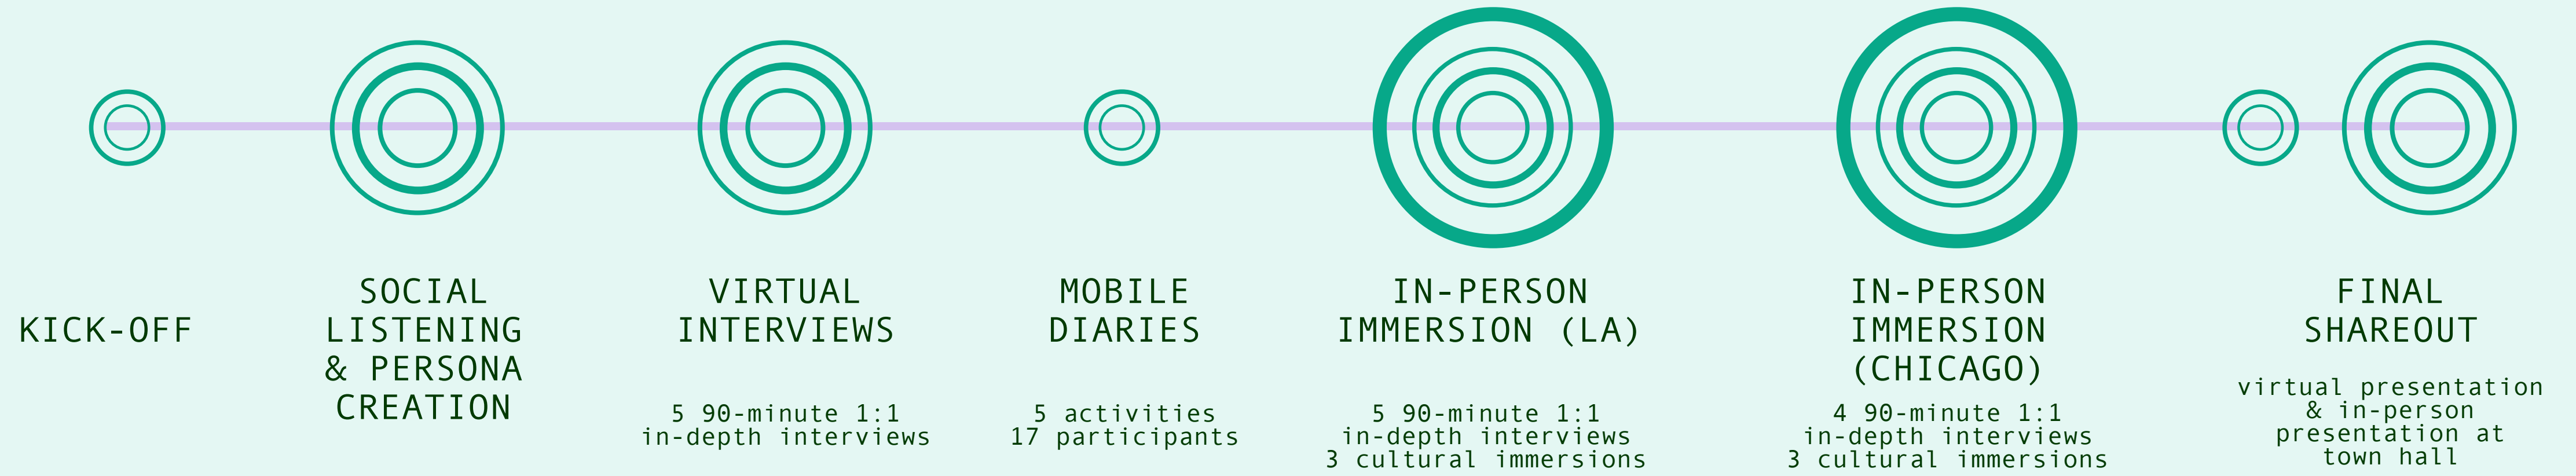 KICK-OFF
SOCIAL
LISTENING
& PERSONA
CREATION
VIRTUAL
INTERVIEWS
5 90-minute 1:1
in-depth interviews
MOBILE
DIARIES
5 activities
17 participants
IN-PERSON
IMMERSION (LA)
5 90-minute 1:1
in-depth interviews
3 cultural immersions
IN-PERSON
IMMERSION
(CHICAGO)
4 90-minute 1:1
in-depth interviews
3 cultural immersions
FINAL
SHAREOUT
virtual presentation
& in-person
presentation at
town hall